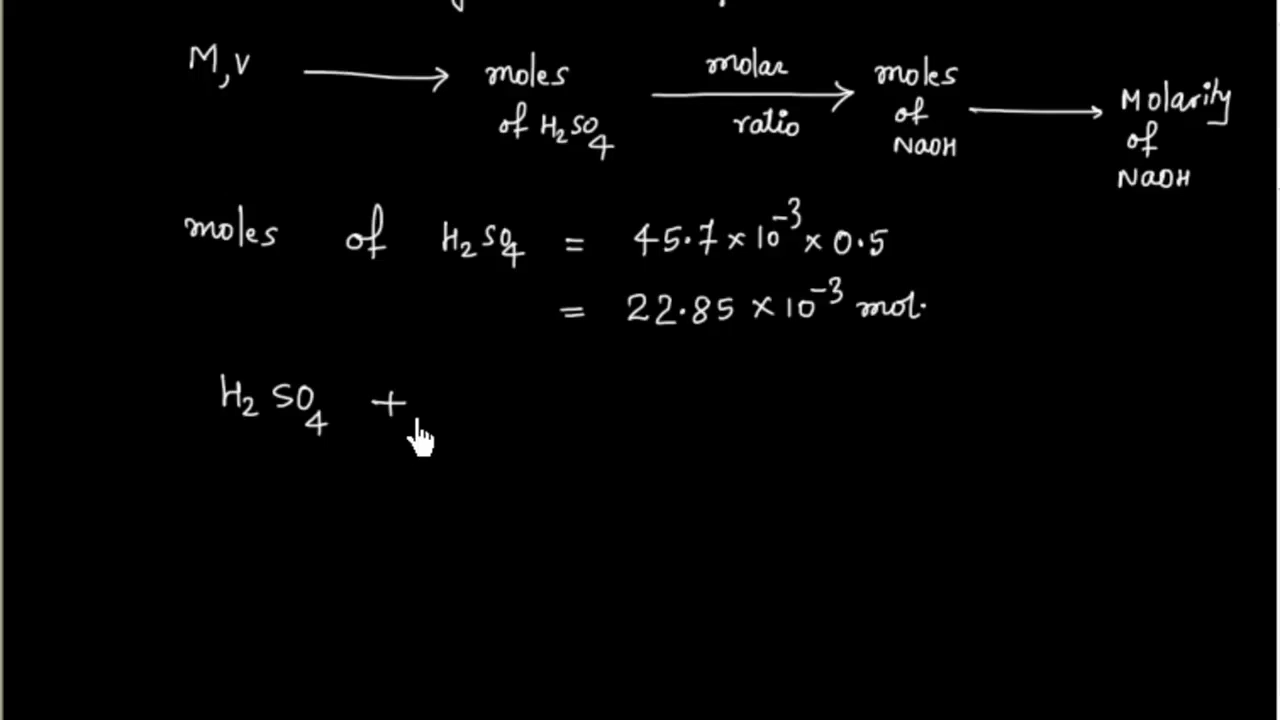 M,V ⟶ moles of H₂SO₄ molar ratio ⟶ moles of NaOH ⟶ Molarity of NaOH
moles of H₂SO₄ = 45.7 × 10⁻³ × 0.5
= 22.85 × 10⁻³ mol.
H₂SO₄ +